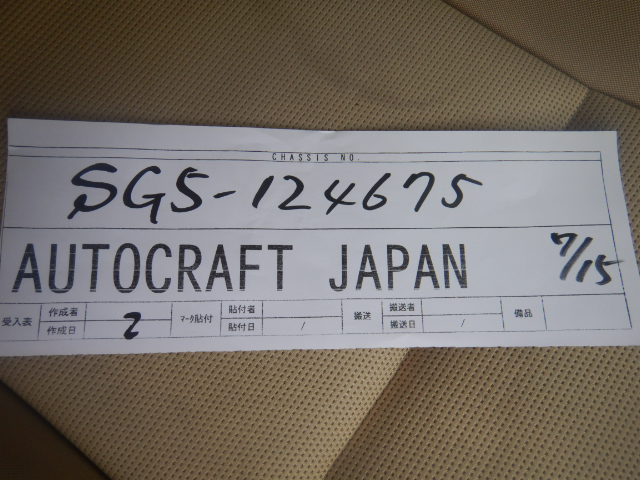 CHASSIS NO.
SG5-124675
AUTOCRAFT JAPAN 7/15
受入表 作成者 マーク貼付 貼付者 搬送 搬送者 備品
作成日 2 貼付日 / 搬送日 /